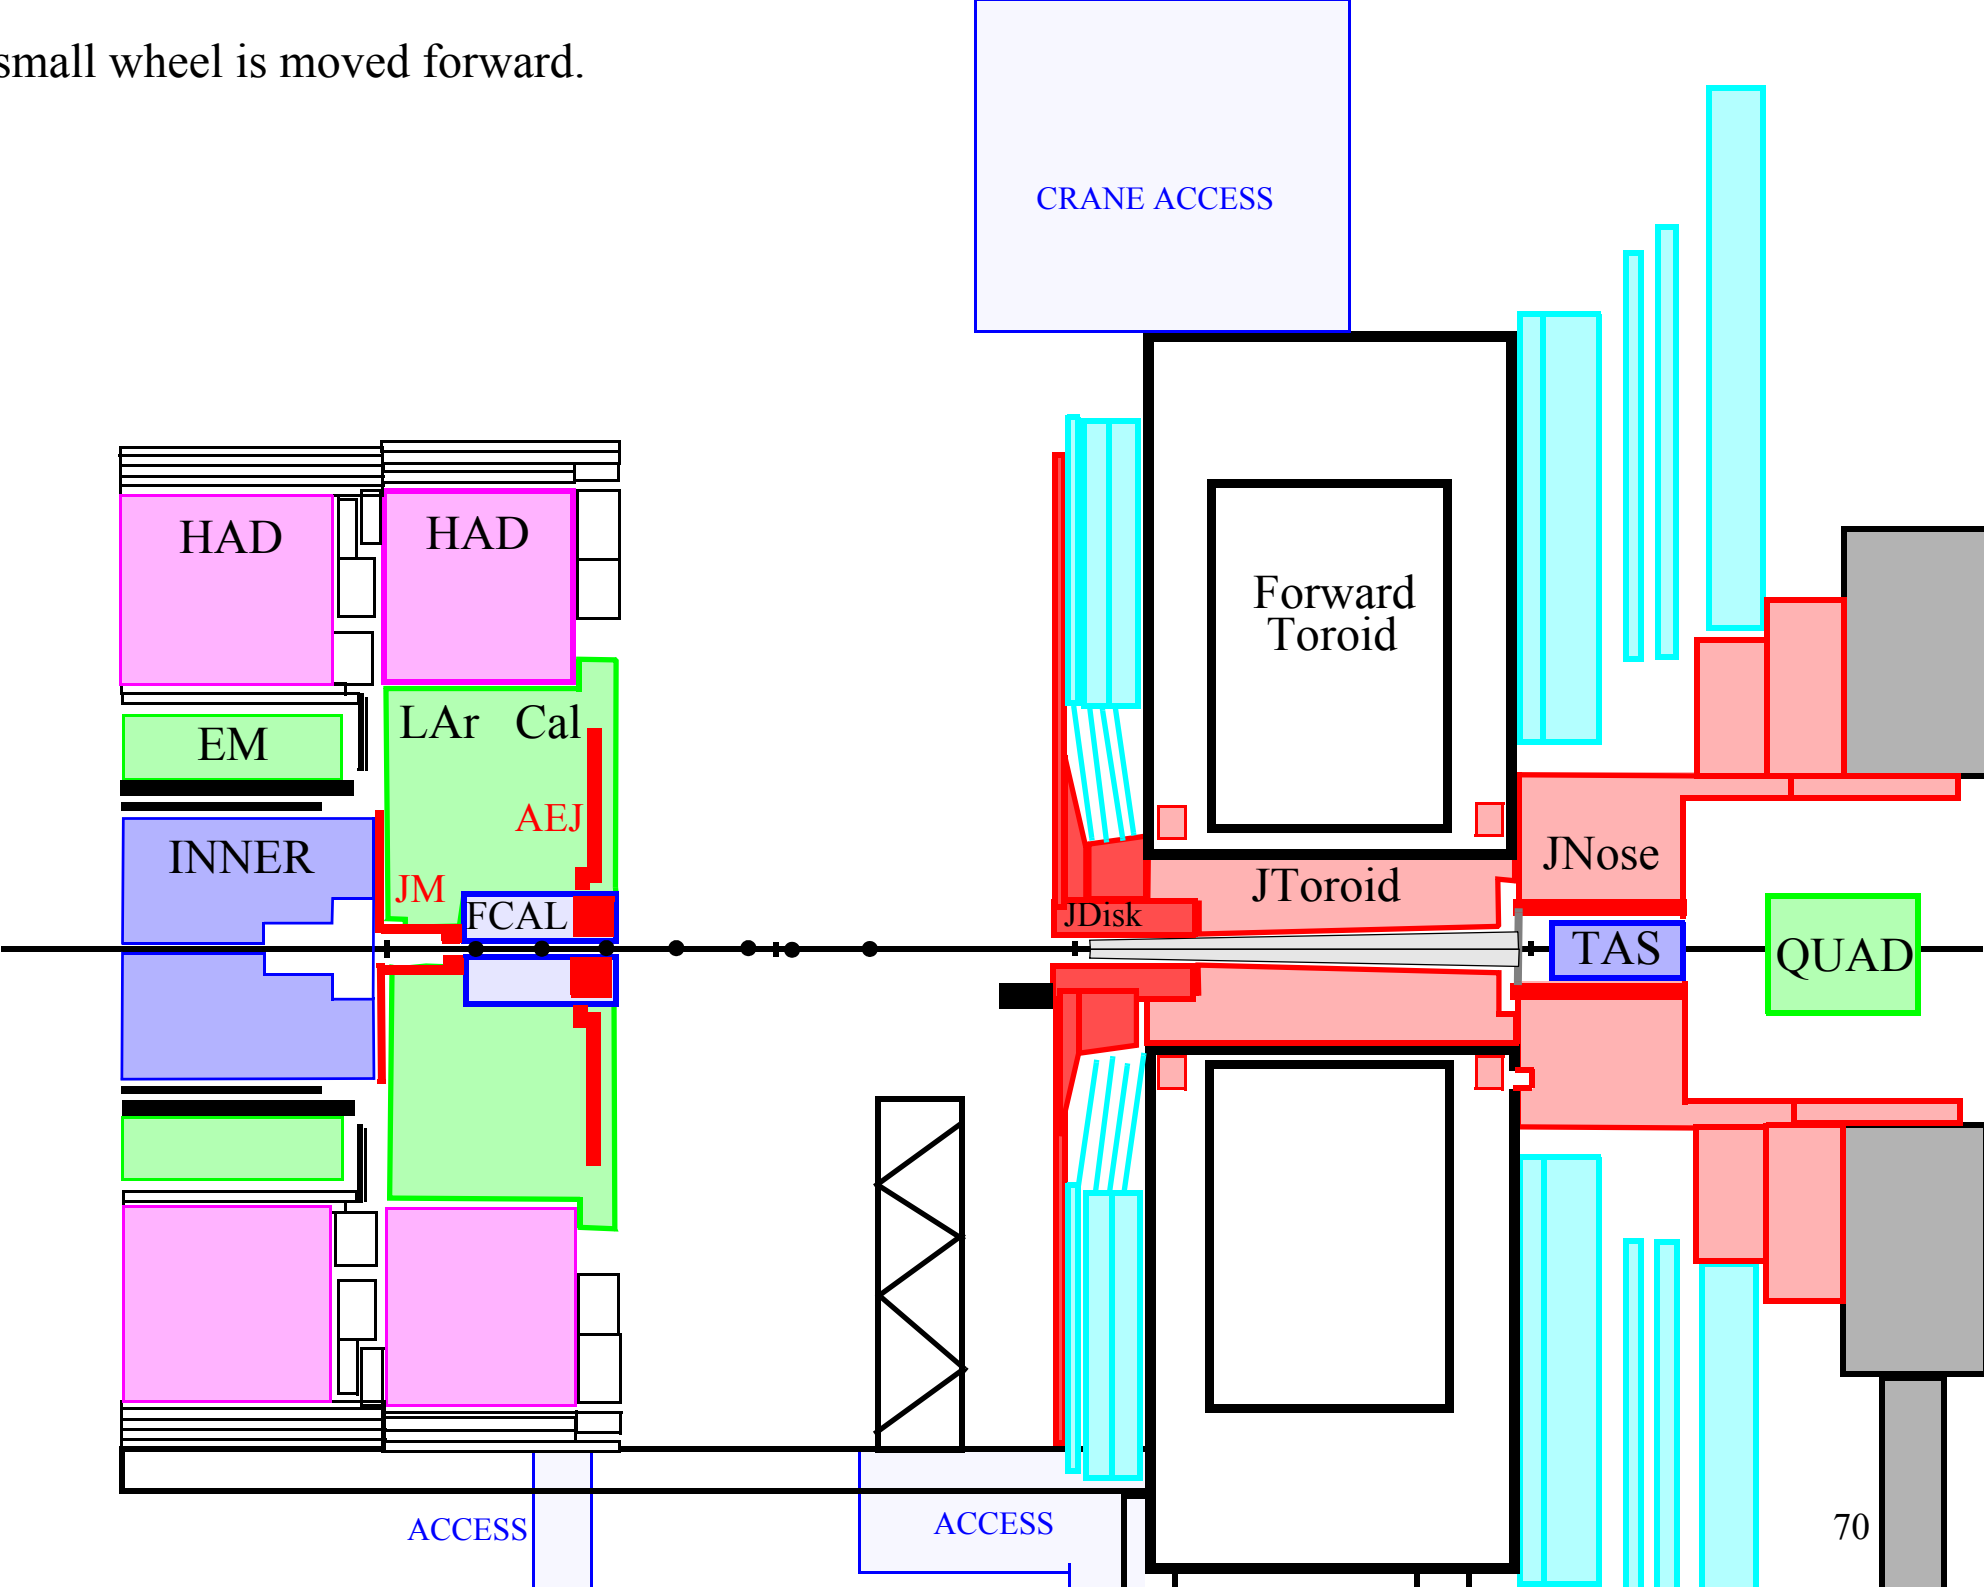 small wheel is moved forward.
CRANE ACCESS
HAD
HAD
Forward
Toroid
LAr Cal
EM
AEJ
INNER
JM
JNose
JToroid
FCAL
JDisk
TAS
QUAD
ACCESS
ACCESS
70